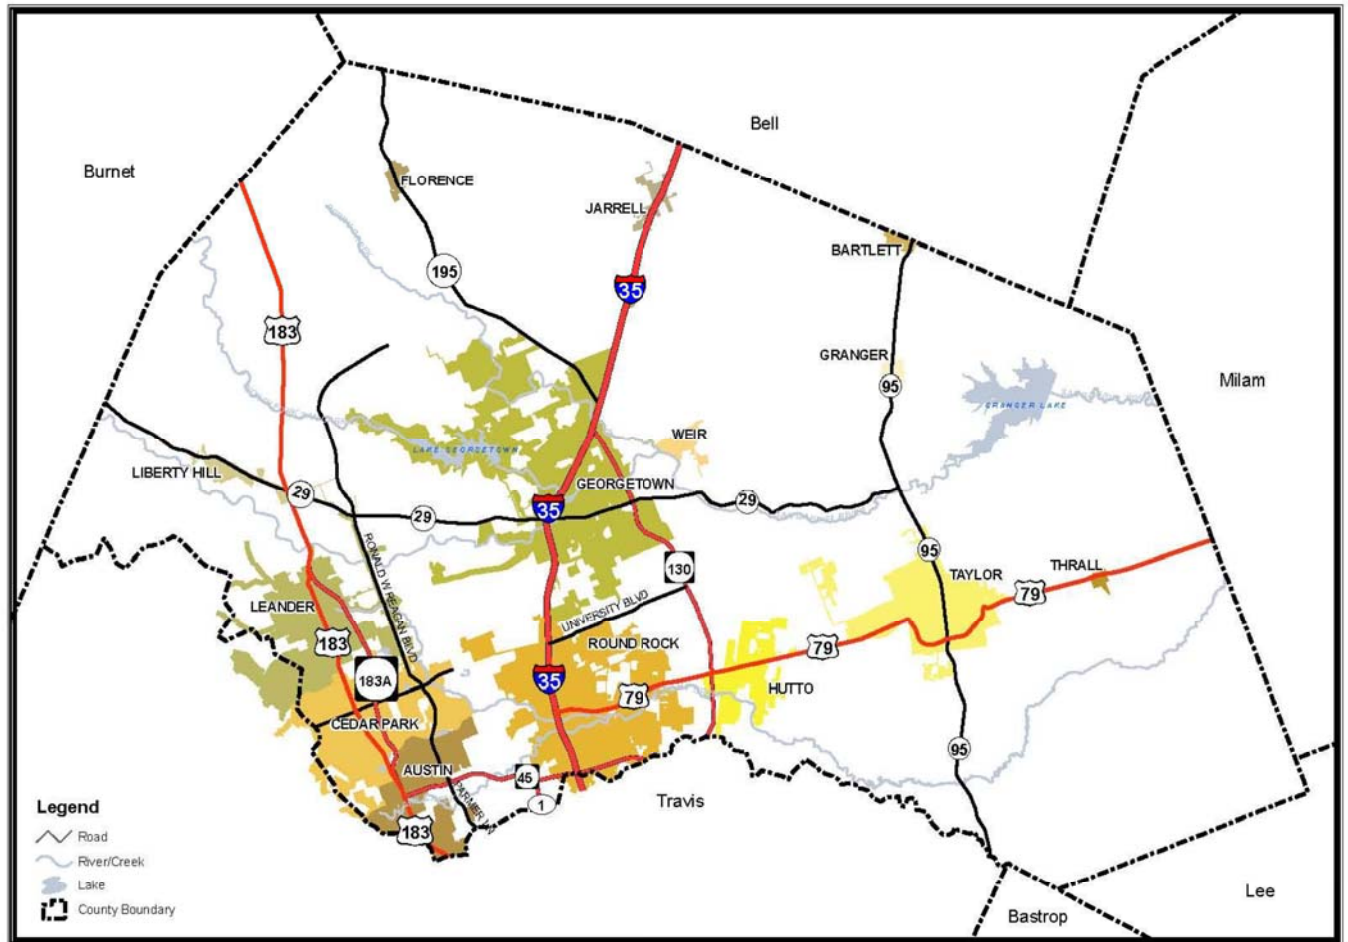 Bell
Burnet
FLORENCE
JARRELL
BARTLETT
195
35
183
GRANGER
95
Milam
GRANGER LAKE
WEIR
LAKE GEORGETOWN
LIBERTY HILL
GEORGETOWN
29
29
29
35
RONALD W REAGAN BLVD
95
130
THRALL
TAYLOR
79
LEANDER
UNIVERSITY BLVD
183
ROUND ROCK
79
183A
35
HUTTO
79
CEDAR PARK
95
AUSTIN
45
PARMER LN
1
Travis
183
Legend
Road
River/Creek
Lake
County Boundary
Lee
Bastrop